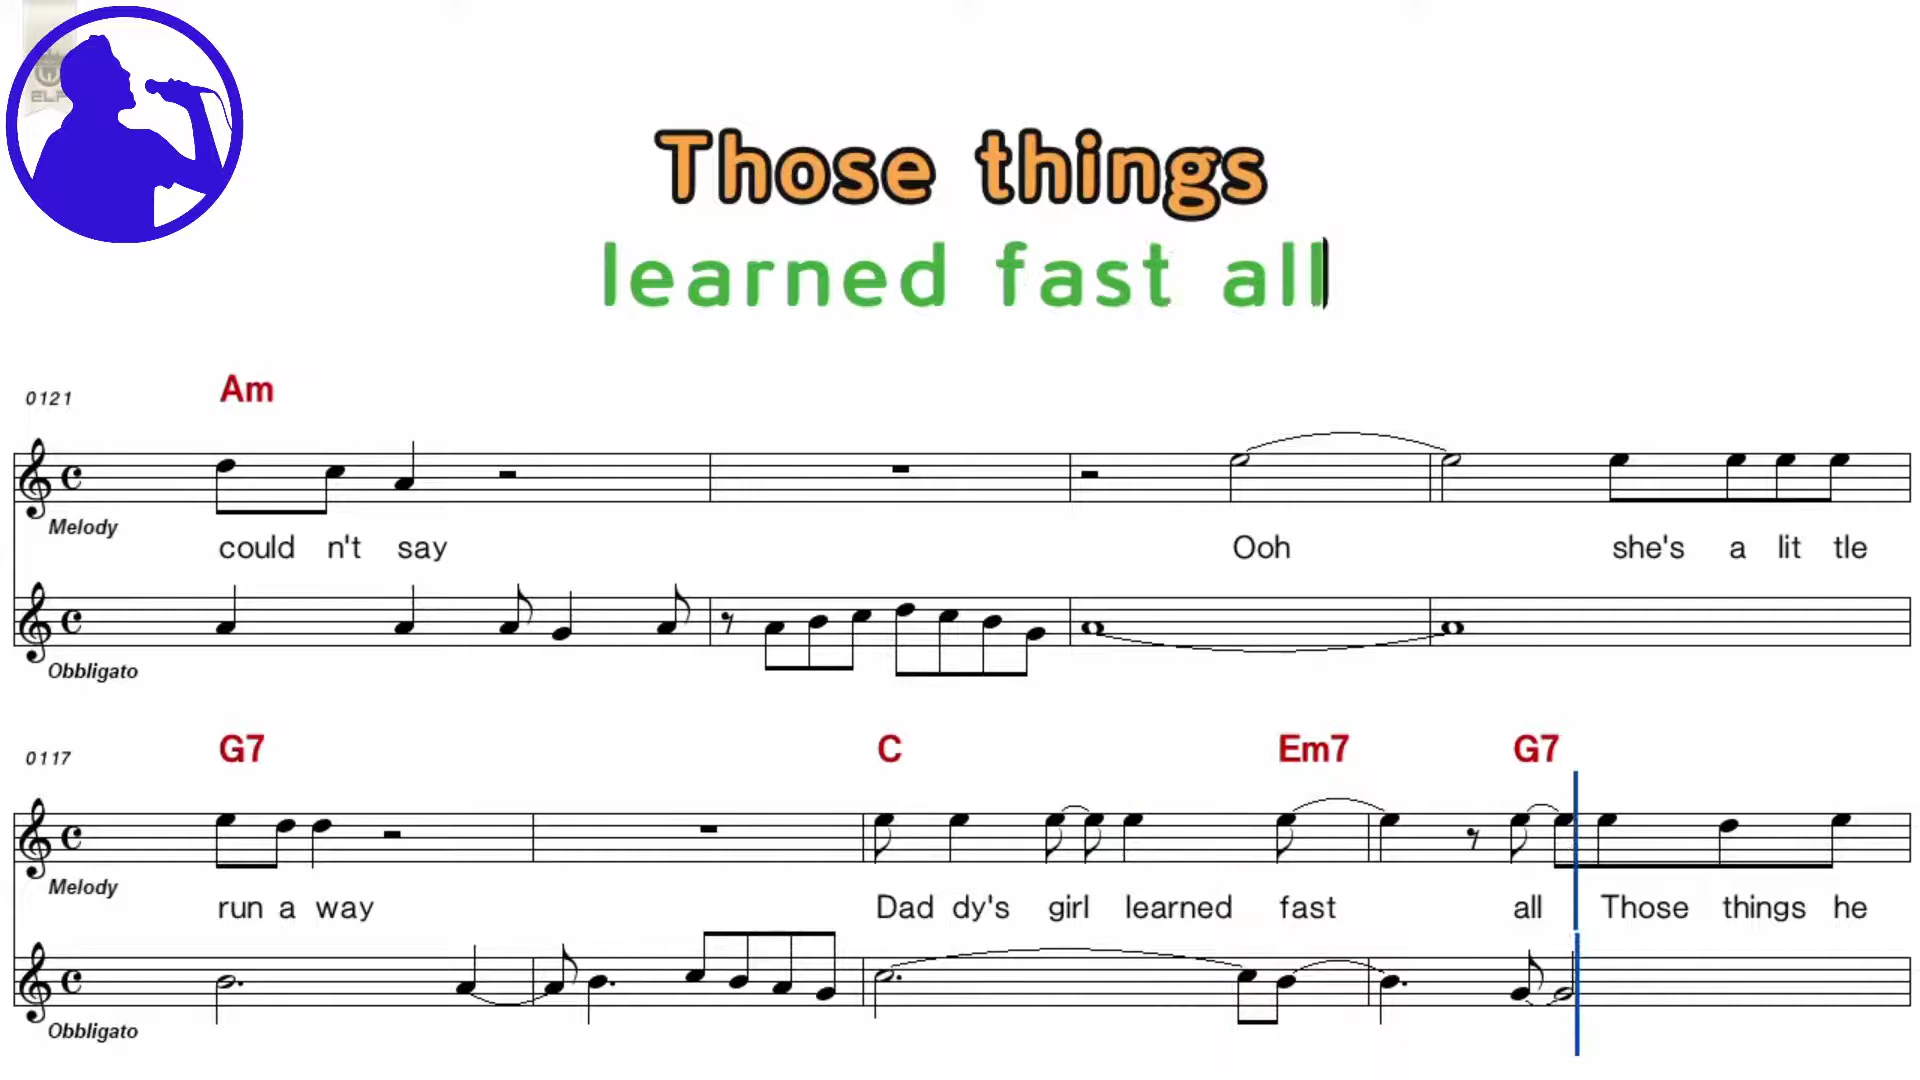 ELF
Those things
learned fast all
0121 Am
Melody
could n't say Ooh she's a lit tle
Obbligato
0117 G7 C Em7 G7
Melody
run a way Dad dy's girl learned fast all Those things he
Obbligato